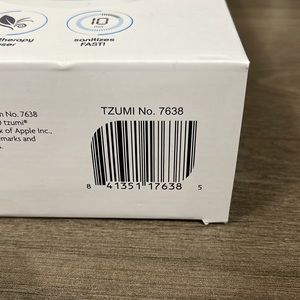 therapy
user
10
sanitizes
FAST!
m No. 7638
tzumi®
k of Apple Inc.,
marks and
TZUMI No. 7638
8 41351 17638 5